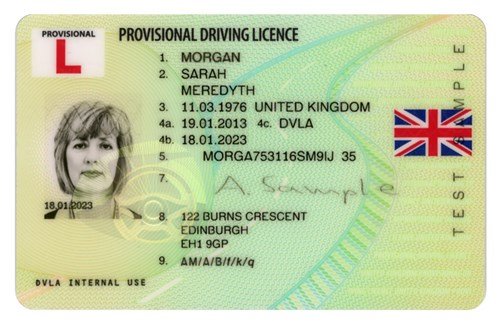 PROVISIONAL
L
PROVISIONAL DRIVING LICENCE
1. MORGAN
2. SARAH
MEREDYTH
3. 11.03.1976 UNITED KINGDOM
4a. 19.01.2013 4c. DVLA
4b. 18.01.2023
5. MORGA753116SM9IJ 35
7. A. Sample
8. 122 BURNS CRESCENT
EDINBURGH
EH1 9GP
9. AM/A/B/f/k/q
18.01.2023
DVLA INTERNAL USE
TEST SAMPLE